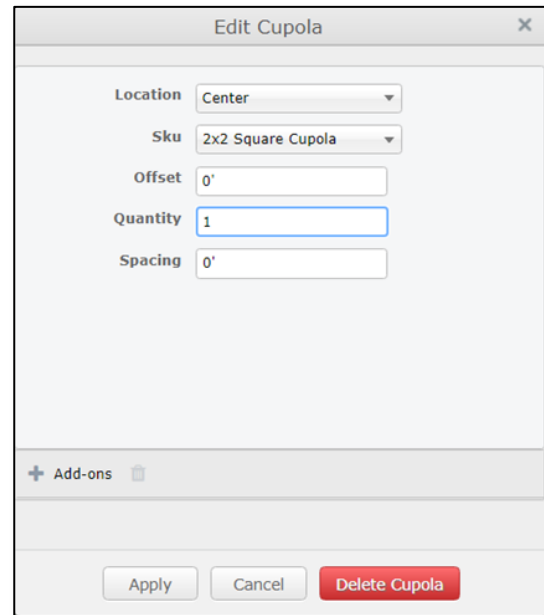 Edit Cupola
Location Center
Sku 2x2 Square Cupola
Offset 0'
Quantity 1
Spacing 0'
Add-ons
Apply Cancel Delete Cupola